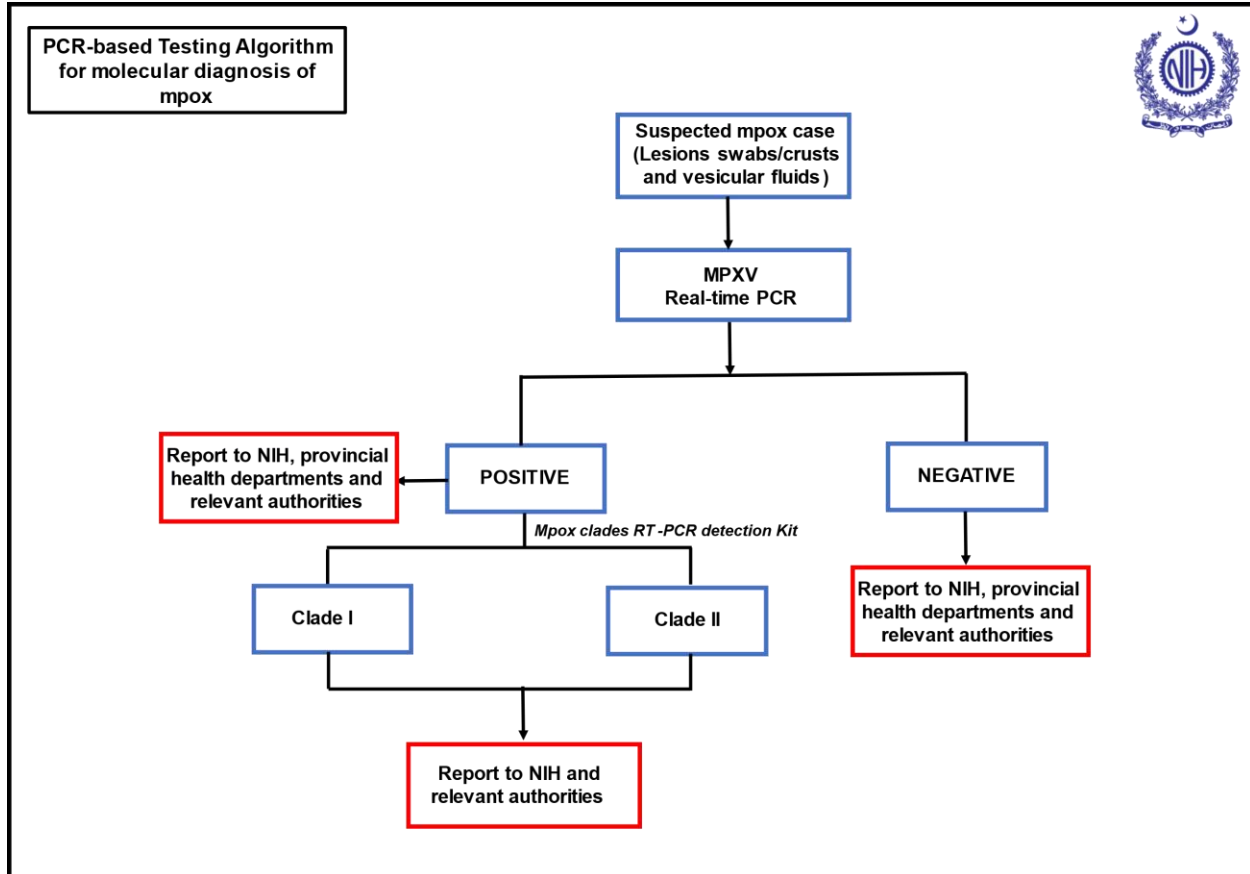 PCR-based Testing Algorithm
for molecular diagnosis of
mpox
NIH
Suspected mpox case
(Lesions swabs/crusts
and vesicular fluids)
MPXV
Real-time PCR
Report to NIH, provincial
health departments and
relevant authorities
POSITIVE
NEGATIVE
Mpox clades RT-PCR detection Kit
Clade I
Clade II
Report to NIH, provincial
health departments and
relevant authorities
Report to NIH and
relevant authorities